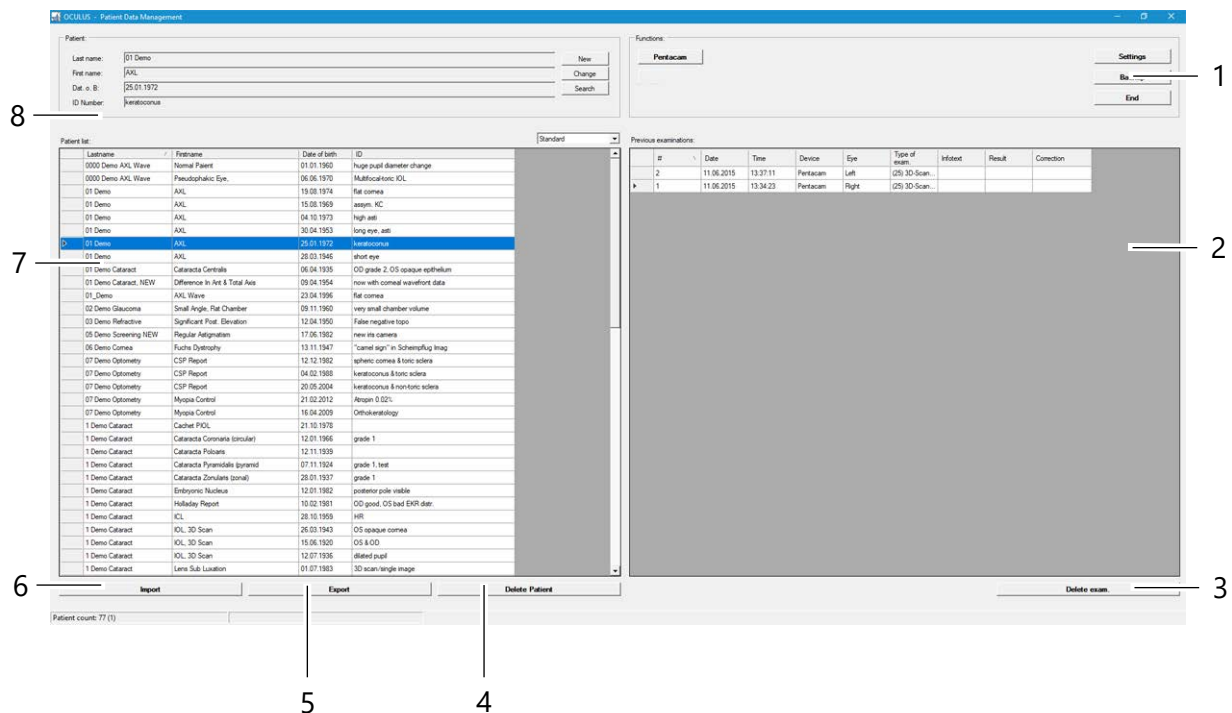 OCULUS - Patient Data Management
Patient:
Last name: 01 Demo New
First name: AXL Change
Dat. o. B: 25.01.1972 Search
ID Number: keratoconus
Functions:
Pentacam Settings
End
1
8
Patient list: Standard
Lastname Firstname Date of birth ID
0000 Demo AXL Wave Normal Paient 01.01.1960 huge pupil diameter change
0000 Demo AXL Wave Pseudophakic Eye, 06.06.1970 Multifocal-toric IOL
01 Demo AXL 19.08.1974 flat cornea
01 Demo AXL 15.08.1969 assym. KC
01 Demo AXL 04.10.1973 high asti
01 Demo AXL 30.04.1953 long eye, asti
01 Demo AXL 25.01.1972 keratoconus
01 Demo AXL 28.03.1946 short eye
01 Demo Cataract Cataracta Centralis 06.04.1935 OD grade 2, OS opaque epithelium
01 Demo Cataract, NEW Difference In Ant & Total Axis 09.04.1954 now with corneal wavefront data
01_Demo AXL Wave 23.04.1996 flat cornea
02 Demo Glaucoma Small Angle, Flat Chamber 09.11.1960 very small chamber volume
03 Demo Refractive Significant Post. Elevation 12.04.1950 False negative topo
05 Demo Screening NEW Regular Astigmatism 17.06.1982 new iris camera
06 Demo Cornea Fuchs Dystrophy 13.11.1947 "camel sign" in Scheimpflug Imag
07 Demo Optometry CSP Report 12.12.1982 spheric cornea & toric sclera
07 Demo Optometry CSP Report 04.02.1988 keratoconus & toric sclera
07 Demo Optometry CSP Report 20.05.2004 keratoconus & non-toric sclera
07 Demo Optometry Myopia Control 21.02.2012 Atropin 0.02%
07 Demo Optometry Myopia Control 16.04.2009 Orthokeratology
1 Demo Cataract Cachet PIOL 21.10.1978
1 Demo Cataract Cataracta Coronaria (circular) 12.01.1966 grade 1
1 Demo Cataract Cataracta Poloaris 12.11.1939
1 Demo Cataract Cataracta Pyramidalis (pyramid 07.11.1924 grade 1, test
1 Demo Cataract Cataracta Zonularis (zonal) 28.01.1937 grade 1
1 Demo Cataract Embryonic Nucleus 12.01.1982 posterior pole visible
1 Demo Cataract Holladay Report 10.02.1981 OD good, OS bad EKR distr.
1 Demo Cataract ICL 28.10.1959 HR
1 Demo Cataract IOL, 3D Scan 26.03.1943 OS opaque cornea
1 Demo Cataract IOL, 3D Scan 15.06.1920 OS & OD
1 Demo Cataract IOL, 3D Scan 12.07.1936 dilated pupil
1 Demo Cataract Lens Sub Luxation 01.07.1983 3D scan/single image
7
Previous examinations:
# Date Time Device Eye Type of exam. Infotext Result Correction
2 11.06.2015 13:37:11 Pentacam Left (25) 3D-Scan...
1 11.06.2015 13:34:23 Pentacam Right (25) 3D-Scan...
2
6 Import Export Delete Patient Delete exam. 3
Patient count: 77 (1)
5 4